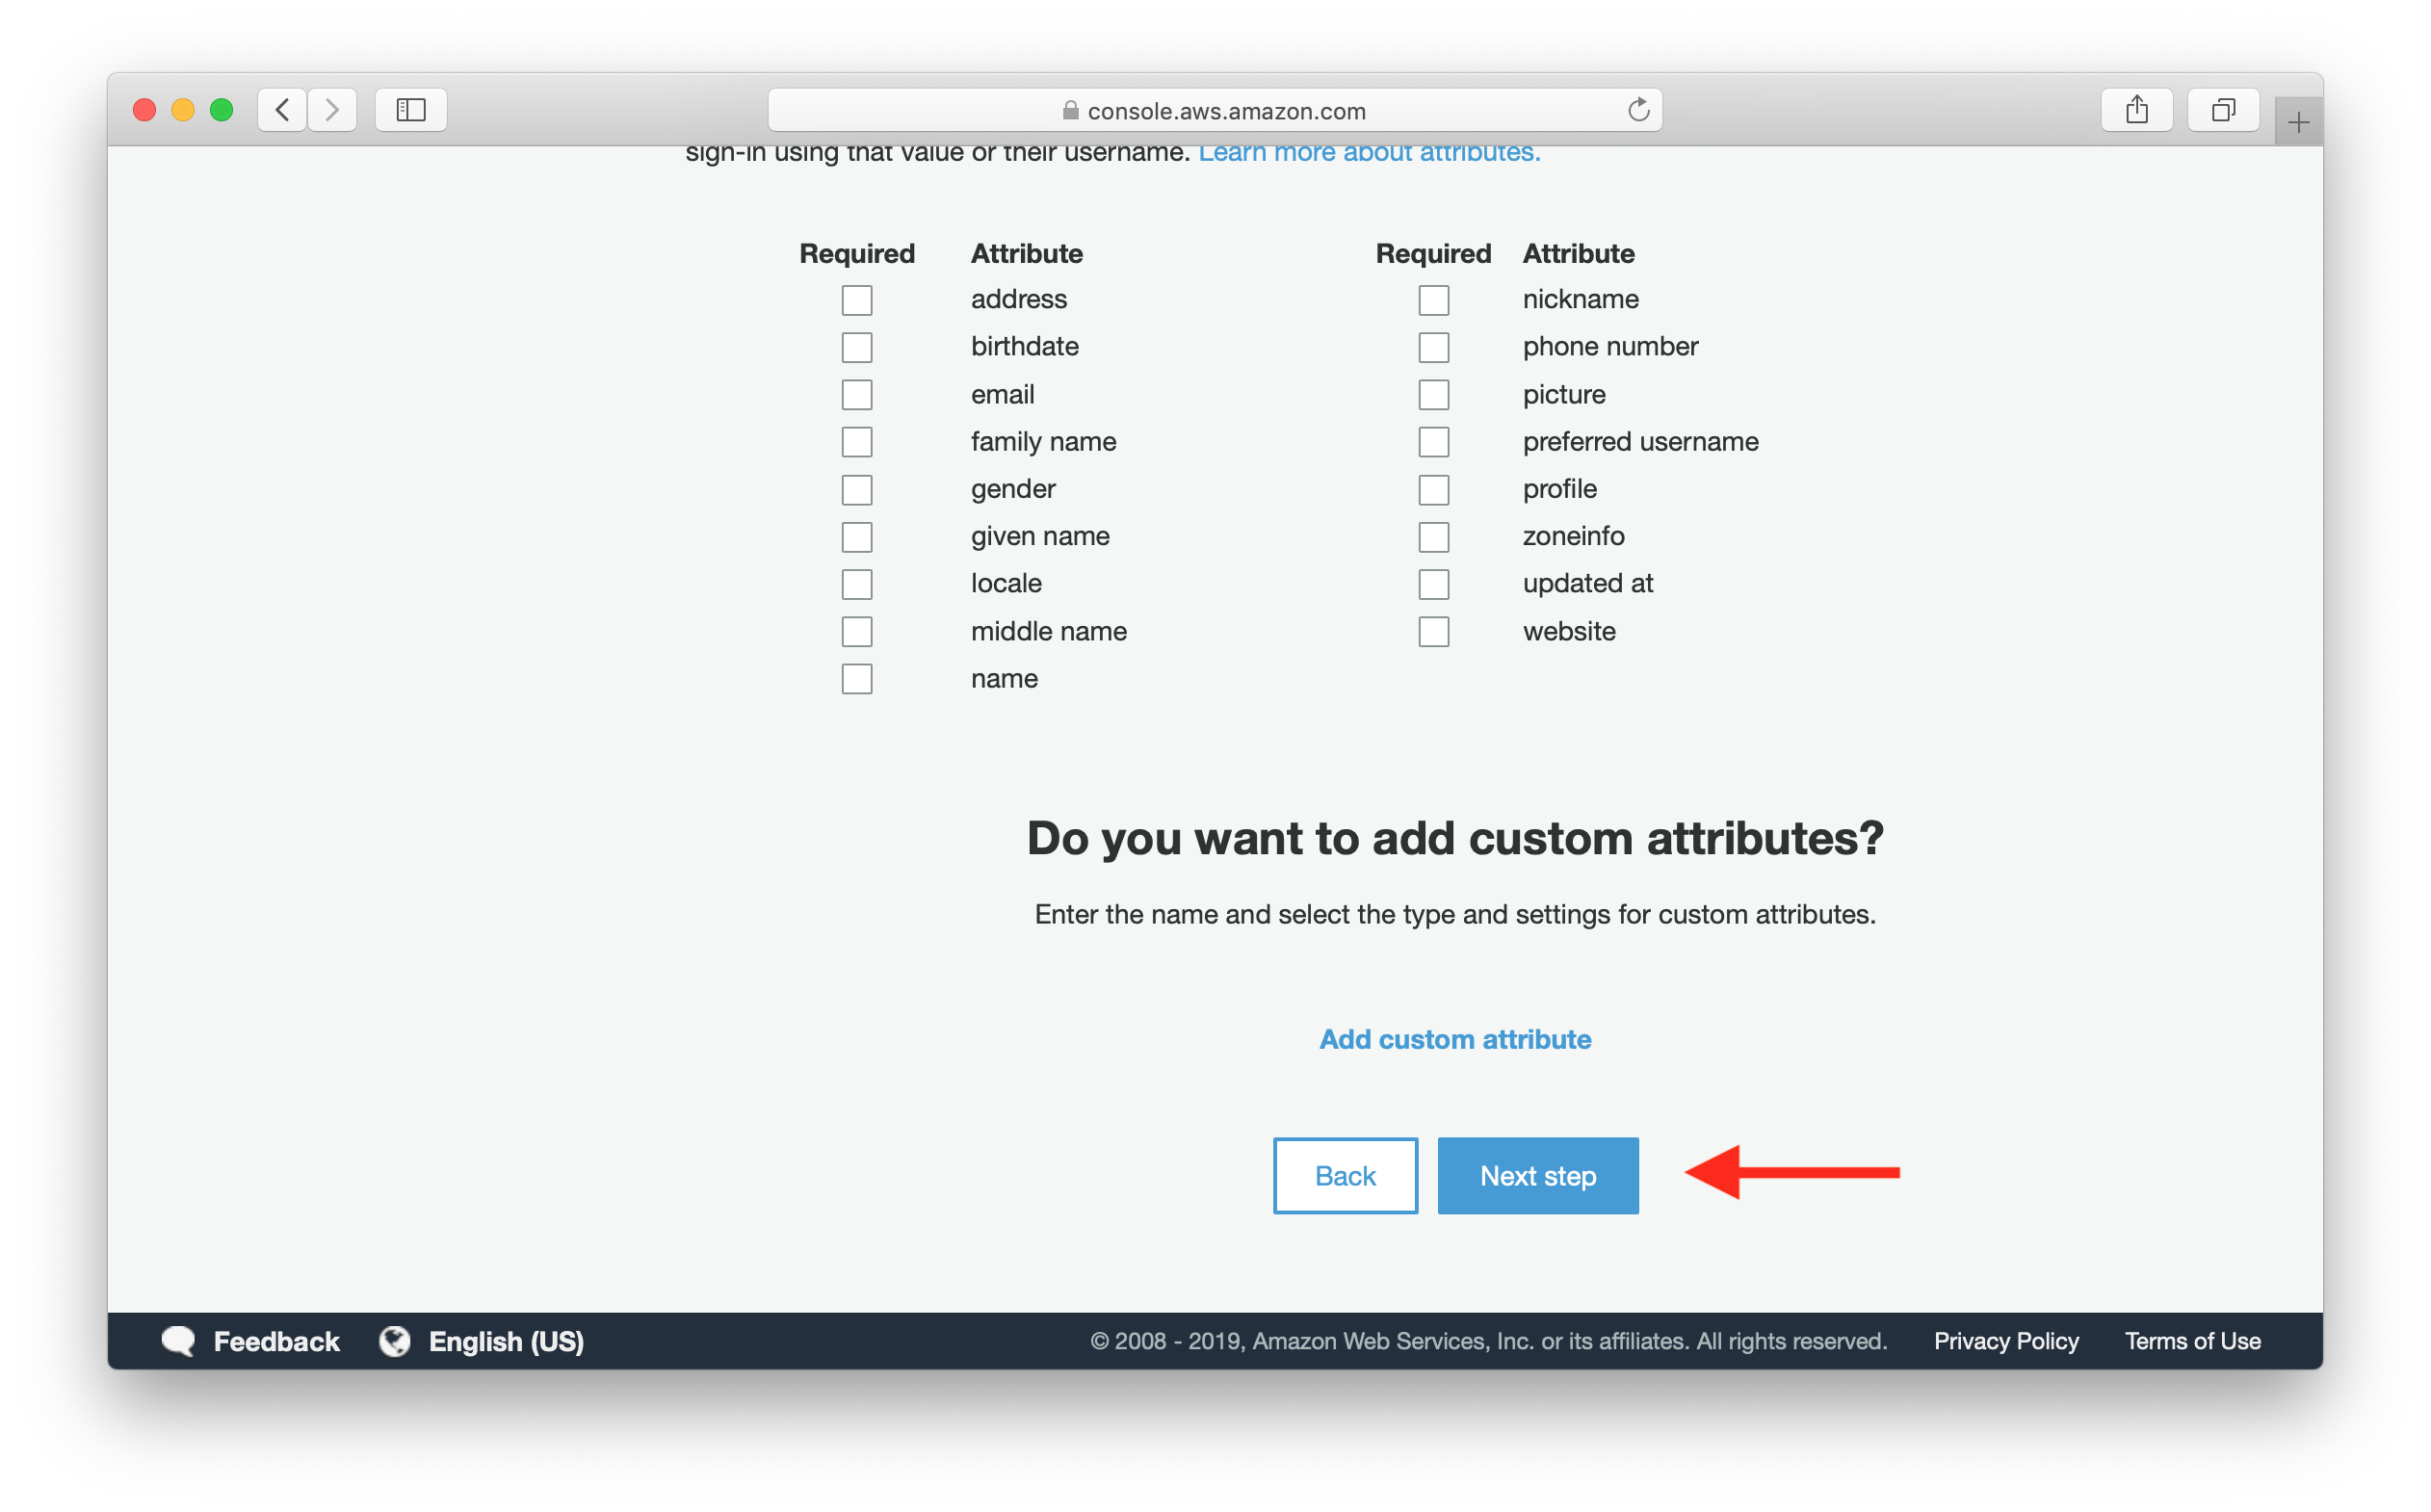 console.aws.amazon.com
sign-in using that value or their username. Learn more about attributes.
Required Attribute Required Attribute
address nickname
birthdate phone number
email picture
family name preferred username
gender profile
given name zoneinfo
locale updated at
middle name website
name
Do you want to add custom attributes?
Enter the name and select the type and settings for custom attributes.
Add custom attribute
Back Next step
Feedback English (US) © 2008 - 2019, Amazon Web Services, Inc. or its affiliates. All rights reserved. Privacy Policy Terms of Use